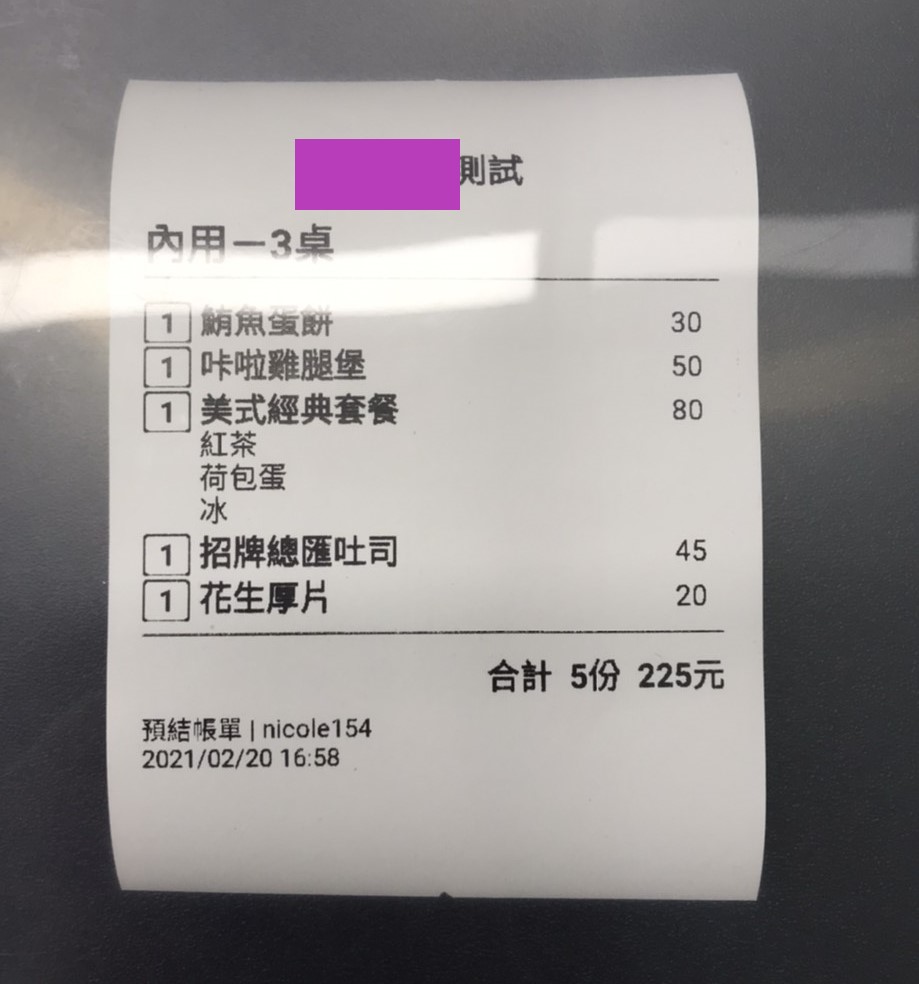 測試
內用－3桌
1 鮪魚蛋餅 30
1 咔啦雞腿堡 50
1 美式經典套餐 80
紅茶
荷包蛋
冰
1 招牌總匯吐司 45
1 花生厚片 20
合計 5份 225元
預結帳單 | nicole154
2021/02/20 16:58